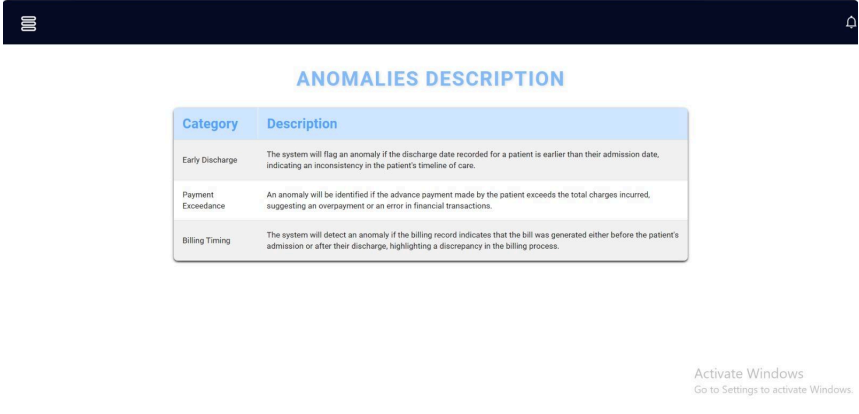 ANOMALIES DESCRIPTION
Category Description
Early Discharge The system will flag an anomaly if the discharge date recorded for a patient is earlier than their admission date,
indicating an inconsistency in the patient's timeline of care.
Payment An anomaly will be identified if the advance payment made by the patient exceeds the total charges incurred,
Exceedance suggesting an overpayment or an error in financial transactions.
Billing Timing The system will detect an anomaly if the billing record indicates that the bill was generated either before the patient's
admission or after their discharge, highlighting a discrepancy in the billing process.
Activate Windows
Go to Settings to activate Windows.